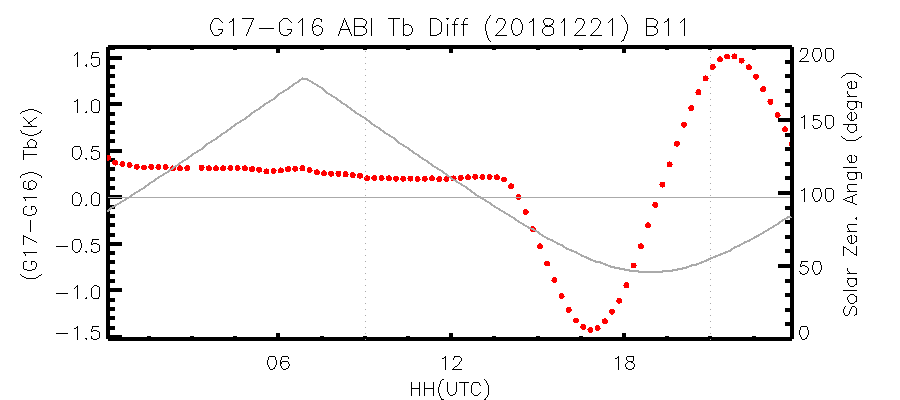 G17-G16 ABI Tb Diff (20181221) B11
(G17-G16) Tb(K)
1.5
1.0
0.5
0.0
-0.5
-1.0
-1.5
200
150
100
50
0
Solar Zen. Angle (degre)
06 12 18
HH(UTC)